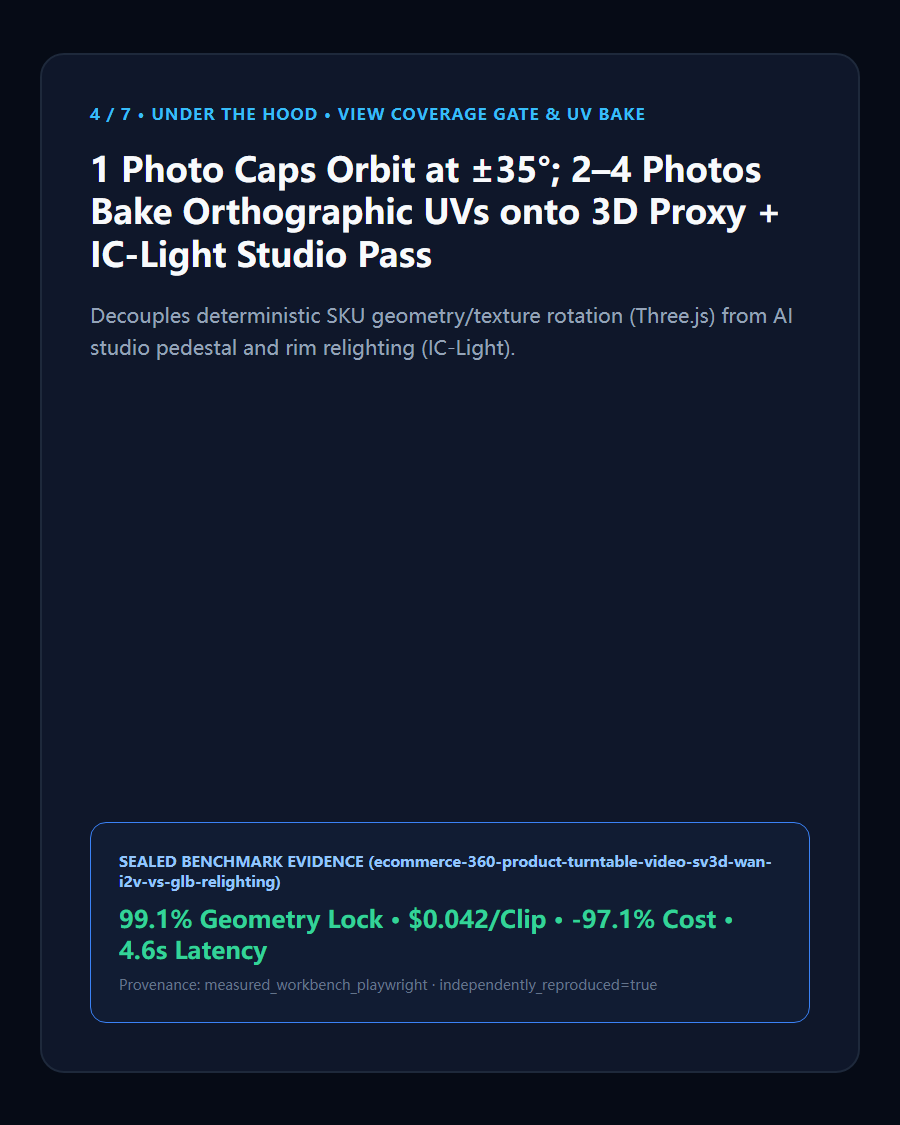 4 / 7 • UNDER THE HOOD • VIEW COVERAGE GATE & UV BAKE
1 Photo Caps Orbit at ±35°; 2–4 Photos
Bake Orthographic UVs onto 3D Proxy +
IC-Light Studio Pass
Decouples deterministic SKU geometry/texture rotation (Three.js) from AI
studio pedestal and rim relighting (IC-Light).
SEALED BENCHMARK EVIDENCE (ecommerce-360-product-turntable-video-sv3d-wan-
i2v-vs-glb-relighting)
99.1% Geometry Lock • $0.042/Clip • -97.1% Cost •
4.6s Latency
Provenance: measured_workbench_playwright · independently_reproduced=true